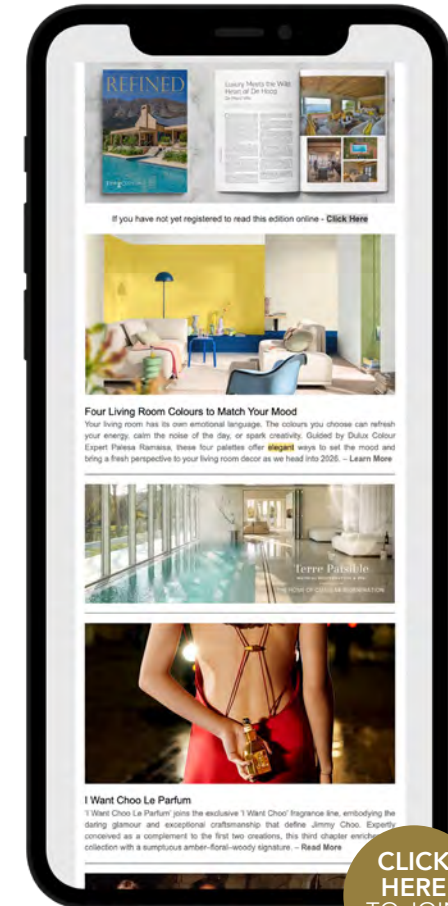 REFINED
Luxury Meets the Wild
Heart of De Hoop
If you have not yet registered to read this edition online - Click Here
Four Living Room Colours to Match Your Mood
Your living room has its own emotional language. The colours you choose can refresh
your energy, calm the noise of the day, or spark creativity. Guided by Dulux Colour
Expert Palesa Ramaisa, these four palettes offer elegant ways to set the mood and
bring a fresh perspective to your living room decor as we head into 2026. – Learn More
Terre Paisible
THE HOME OF CELLULAR REGENERATION
I Want Choo Le Parfum
'I Want Choo Le Parfum' joins the exclusive 'I Want Choo' fragrance line, embodying the
daring glamour and exceptional craftsmanship that define Jimmy Choo. Expertly
conceived as a complement to the first two creations, this third chapter
collection with a sumptuous amber–floral–woody signature. – Read More
CLICK
HERE
TO JOIN